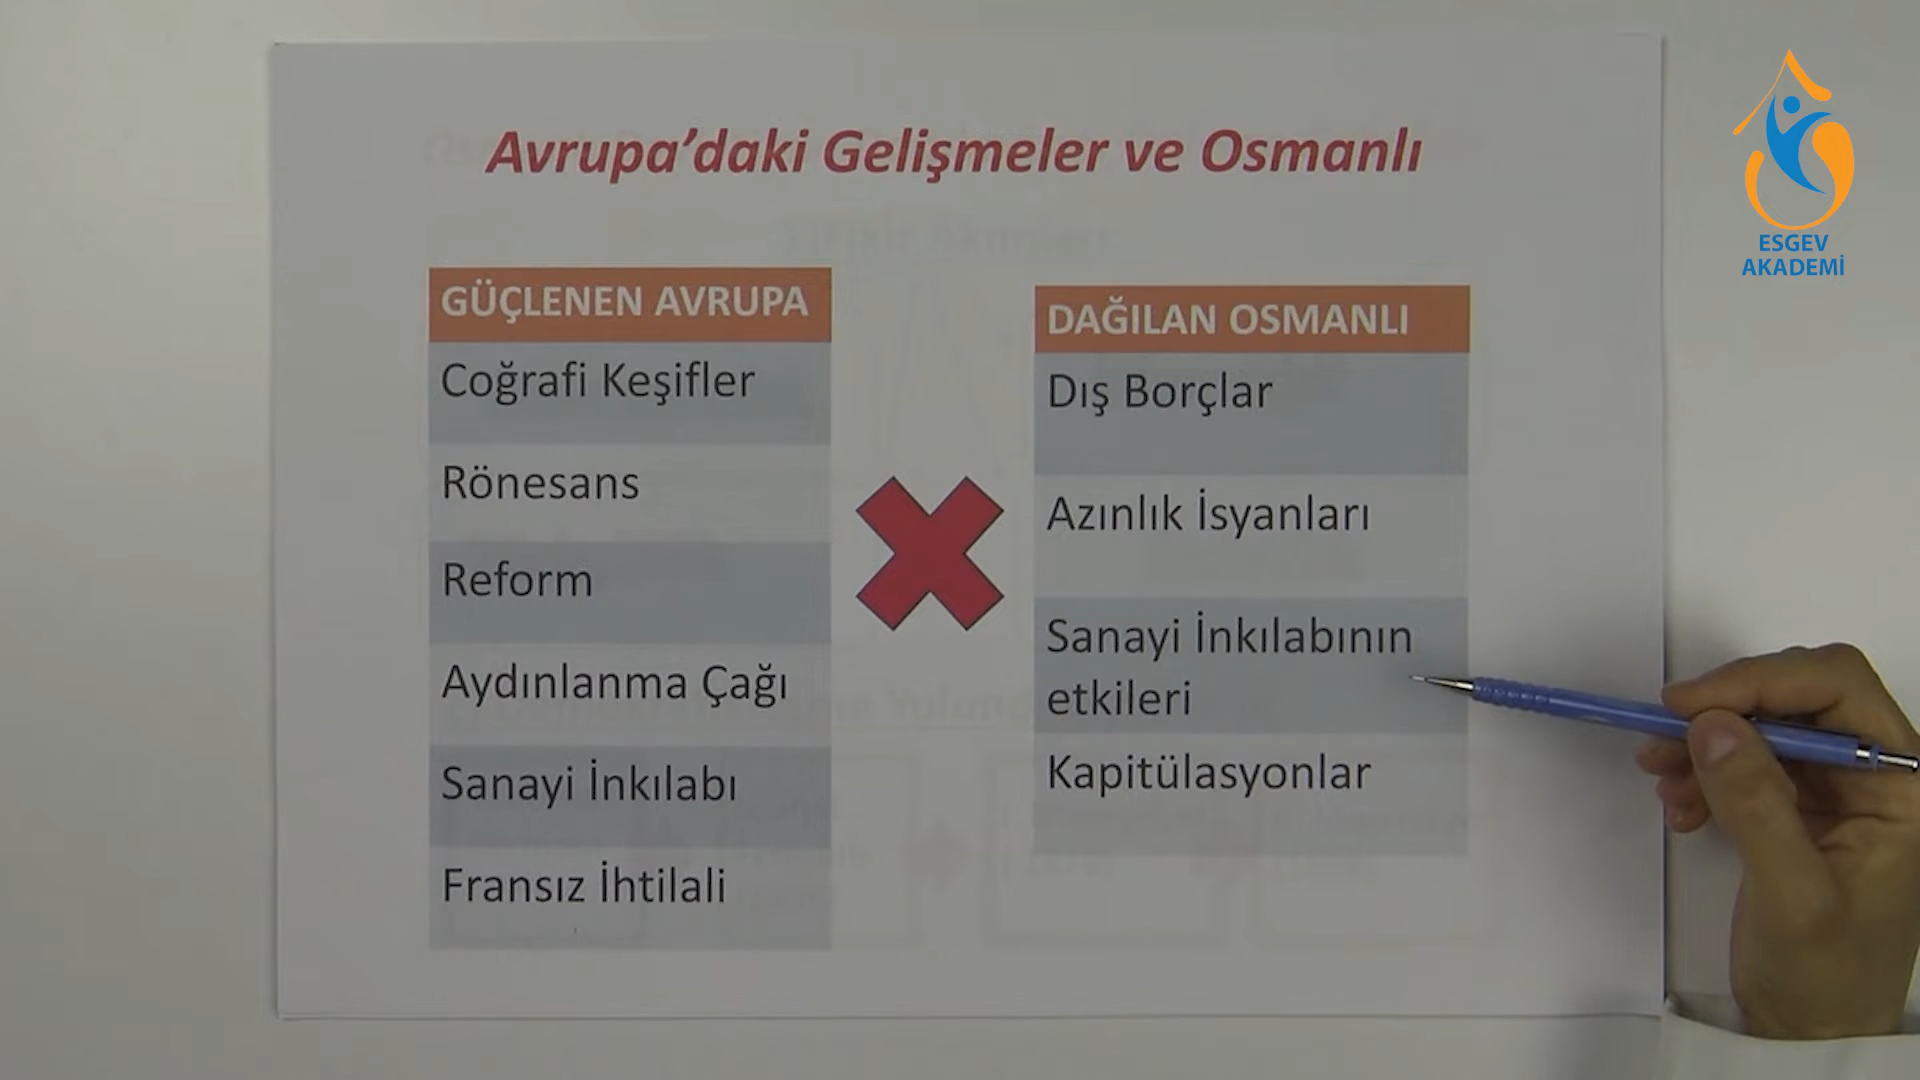 Avrupa'daki Gelişmeler ve Osmanlı
GÜÇLENEN AVRUPA
Coğrafi Keşifler
Rönesans
Reform
Aydınlanma Çağı
Sanayi İnkılabı
Fransız İhtilali
DAĞILAN OSMANLI
Dış Borçlar
Azınlık İsyanları
Sanayi İnkılabının
etkileri
Kapitülasyonlar
ESGEV
AKADEMİ